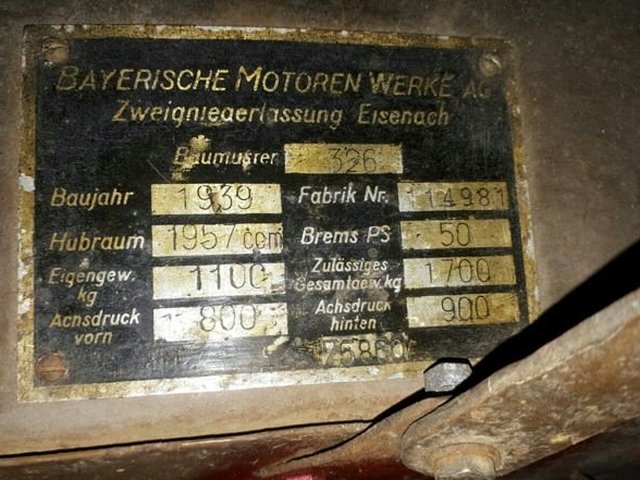 BAYERISCHE MOTOREN WERKE AG
Zweigniederlassung Eisenach
Baumuster 326
Baujahr 1939 Fabrik Nr. 114981
Hubraum 1957 ccm Brems PS 50
Eigengew. kg 1100 Zulässiges Gesamtgew. kg 1700
Achsdruck vorn 800 Achsdruck hinten 900
75860